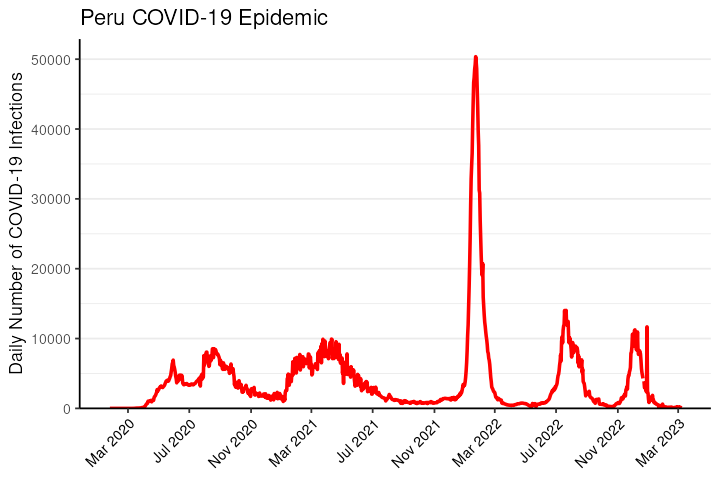 Peru COVID-19 Epidemic
Daily Number of COVID-19 Infections
50000
40000
30000
20000
10000
0
Mar 2020
Jul 2020
Nov 2020
Mar 2021
Jul 2021
Nov 2021
Mar 2022
Jul 2022
Nov 2022
Mar 2023